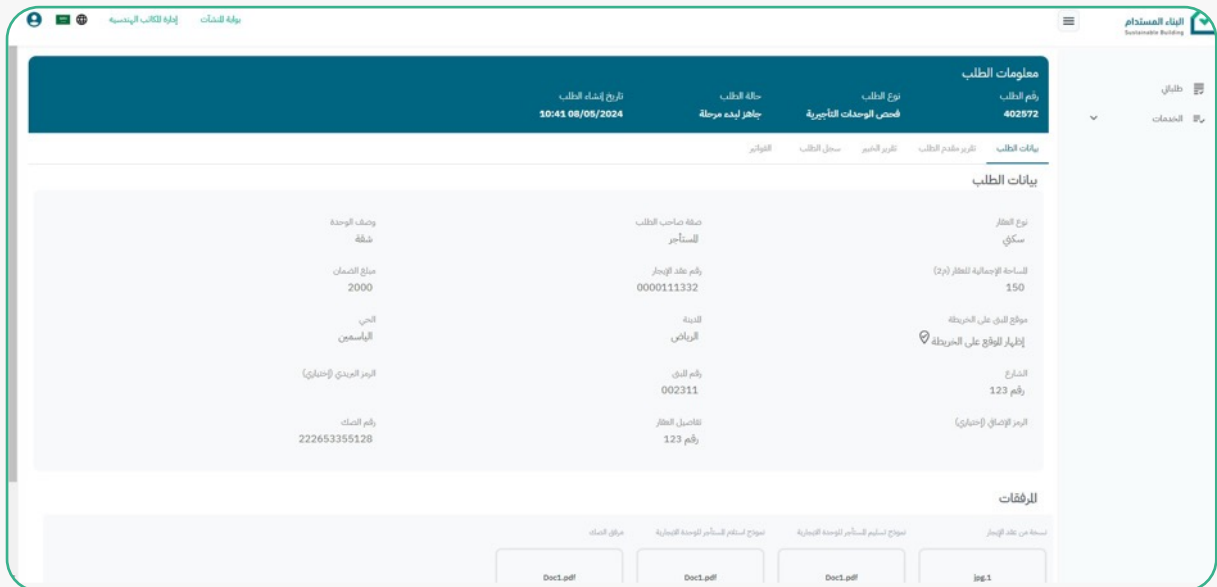 البناء المستدام
Sustainable Building
بوابة المنشآت
إدارة المكاتب الهندسية
طلباتي
الخدمات
معلومات الطلب
رقم الطلب نوع الطلب حالة الطلب تاريخ إنشاء الطلب
402572 فحص الوحدات التأجيرية جاهز لبدء مرحلة 10:41 08/05/2024
بيانات الطلب تقرير مقدم الطلب تقرير الخبير سجل الطلب الفواتير
بيانات الطلب
نوع العقار صفة صاحب الطلب وصف الوحدة
سكني المستأجر شقة
المساحة الإجمالية للعقار (م2) رقم عقد الإيجار مبلغ الضمان
150 0000111332 2000
موقع المبنى على الخريطة المدينة الحي
إظهار الموقع على الخريطة الرياض الياسمين
الشارع رقم المبنى الرمز البريدي (إختياري)
رقم 123 002311
الرمز الإضافي (إختياري) تفاصيل العقار رقم الصك
رقم 123 222653355128
المرفقات
نسخة من عقد الإيجار نموذج تسليم المستأجر للوحدة الايجارية نموذج استلام المستأجر للوحدة الايجارية مرفق الصك
jpg.1 Doc1.pdf Doc1.pdf Doc1.pdf